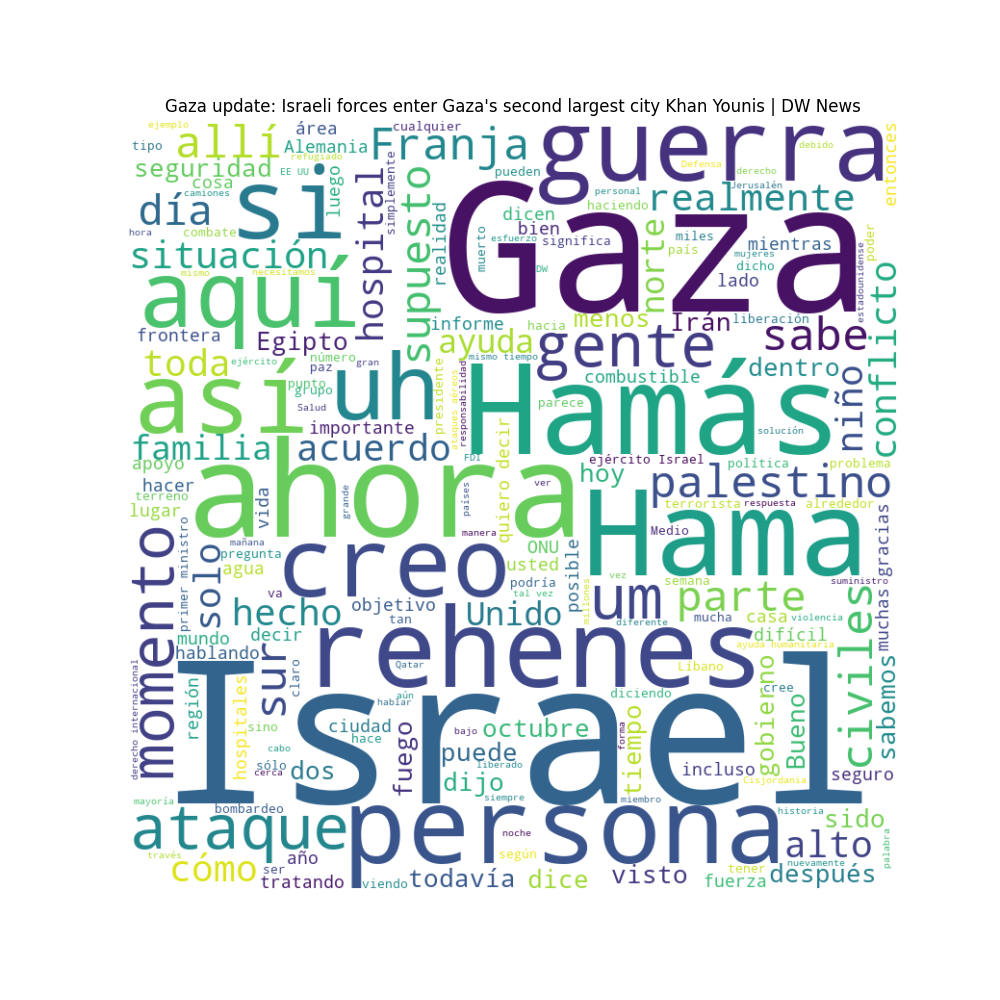 Gaza update: Israeli forces enter Gaza's second largest city Khan Younis | DW News
ejemplo
tipo
allí
área
Alemania
refugiado
EE UU
cualquier
Franja
guerra
debido
entonces
seguridad
cosa
camiones
luego
simplemente
hospital
supuesto
pueden
Defensa
derecho
Jerusalén
personal
haciendo
realmente
día
si
hora
combate
realidad
muerto
dicen
bien
esfuerzo
significa
DW
norte
miles
país
mientras
mujeres
dicho
lado
poder
estadounidense
situación
mismo
necesitamos
Gaza
aquí
frontera
Egipto
informe
hacia
menos
Irán
liberación
sabe
conflicto
toda
ejército
número
paz
gran
ayuda
mismo tiempo
gente
combustible
dentro
niño
así
punto
grupo
Salud
importante
uh
presidente
ataques aéreos
responsabilidad
Hamás
parece
solución
familia
acuerdo
FDI
quiero decir
ejército Israel
hoy
política
problema
apoyo
hacer
terreno
lugar
ahora
vida
grande
países
ver
palestino
terrorista
respuesta
alrededor
momento
primer ministro
mañana
pregunta
agua
solo
creo
manera
ONU
usted
posible
Hama
Medio
semana
gracias
muchas
suministro
va
podría
tal vez
millones
vez
um
parte
hecho
objetivo
tan
Unido
diferente
mucha
casa
violencia
difícil
civiles
mundo
decir
hablando
sur
claro
rehenes
Qatar
aún
hablar
Líbano
ayuda humanitaria
gobierno
cree
Bueno
sabemos
derecho internacional
región
hospitales
sino
cabo
sólo
cerca
dos
ciudad
hace
fuego
bajo
octubre
puede
liberado
dijo
diciendo
forma
tiempo
incluso
Cisjordania
seguro
Israel
mayoría
bombardeo
siempre
miembro
historia
sido
ataque
persona
noche
según
alto
nuevamente
palabra
través
cómo
año
ser
tratando
viendo
todavía
dice
visto
tener
fuerza
después